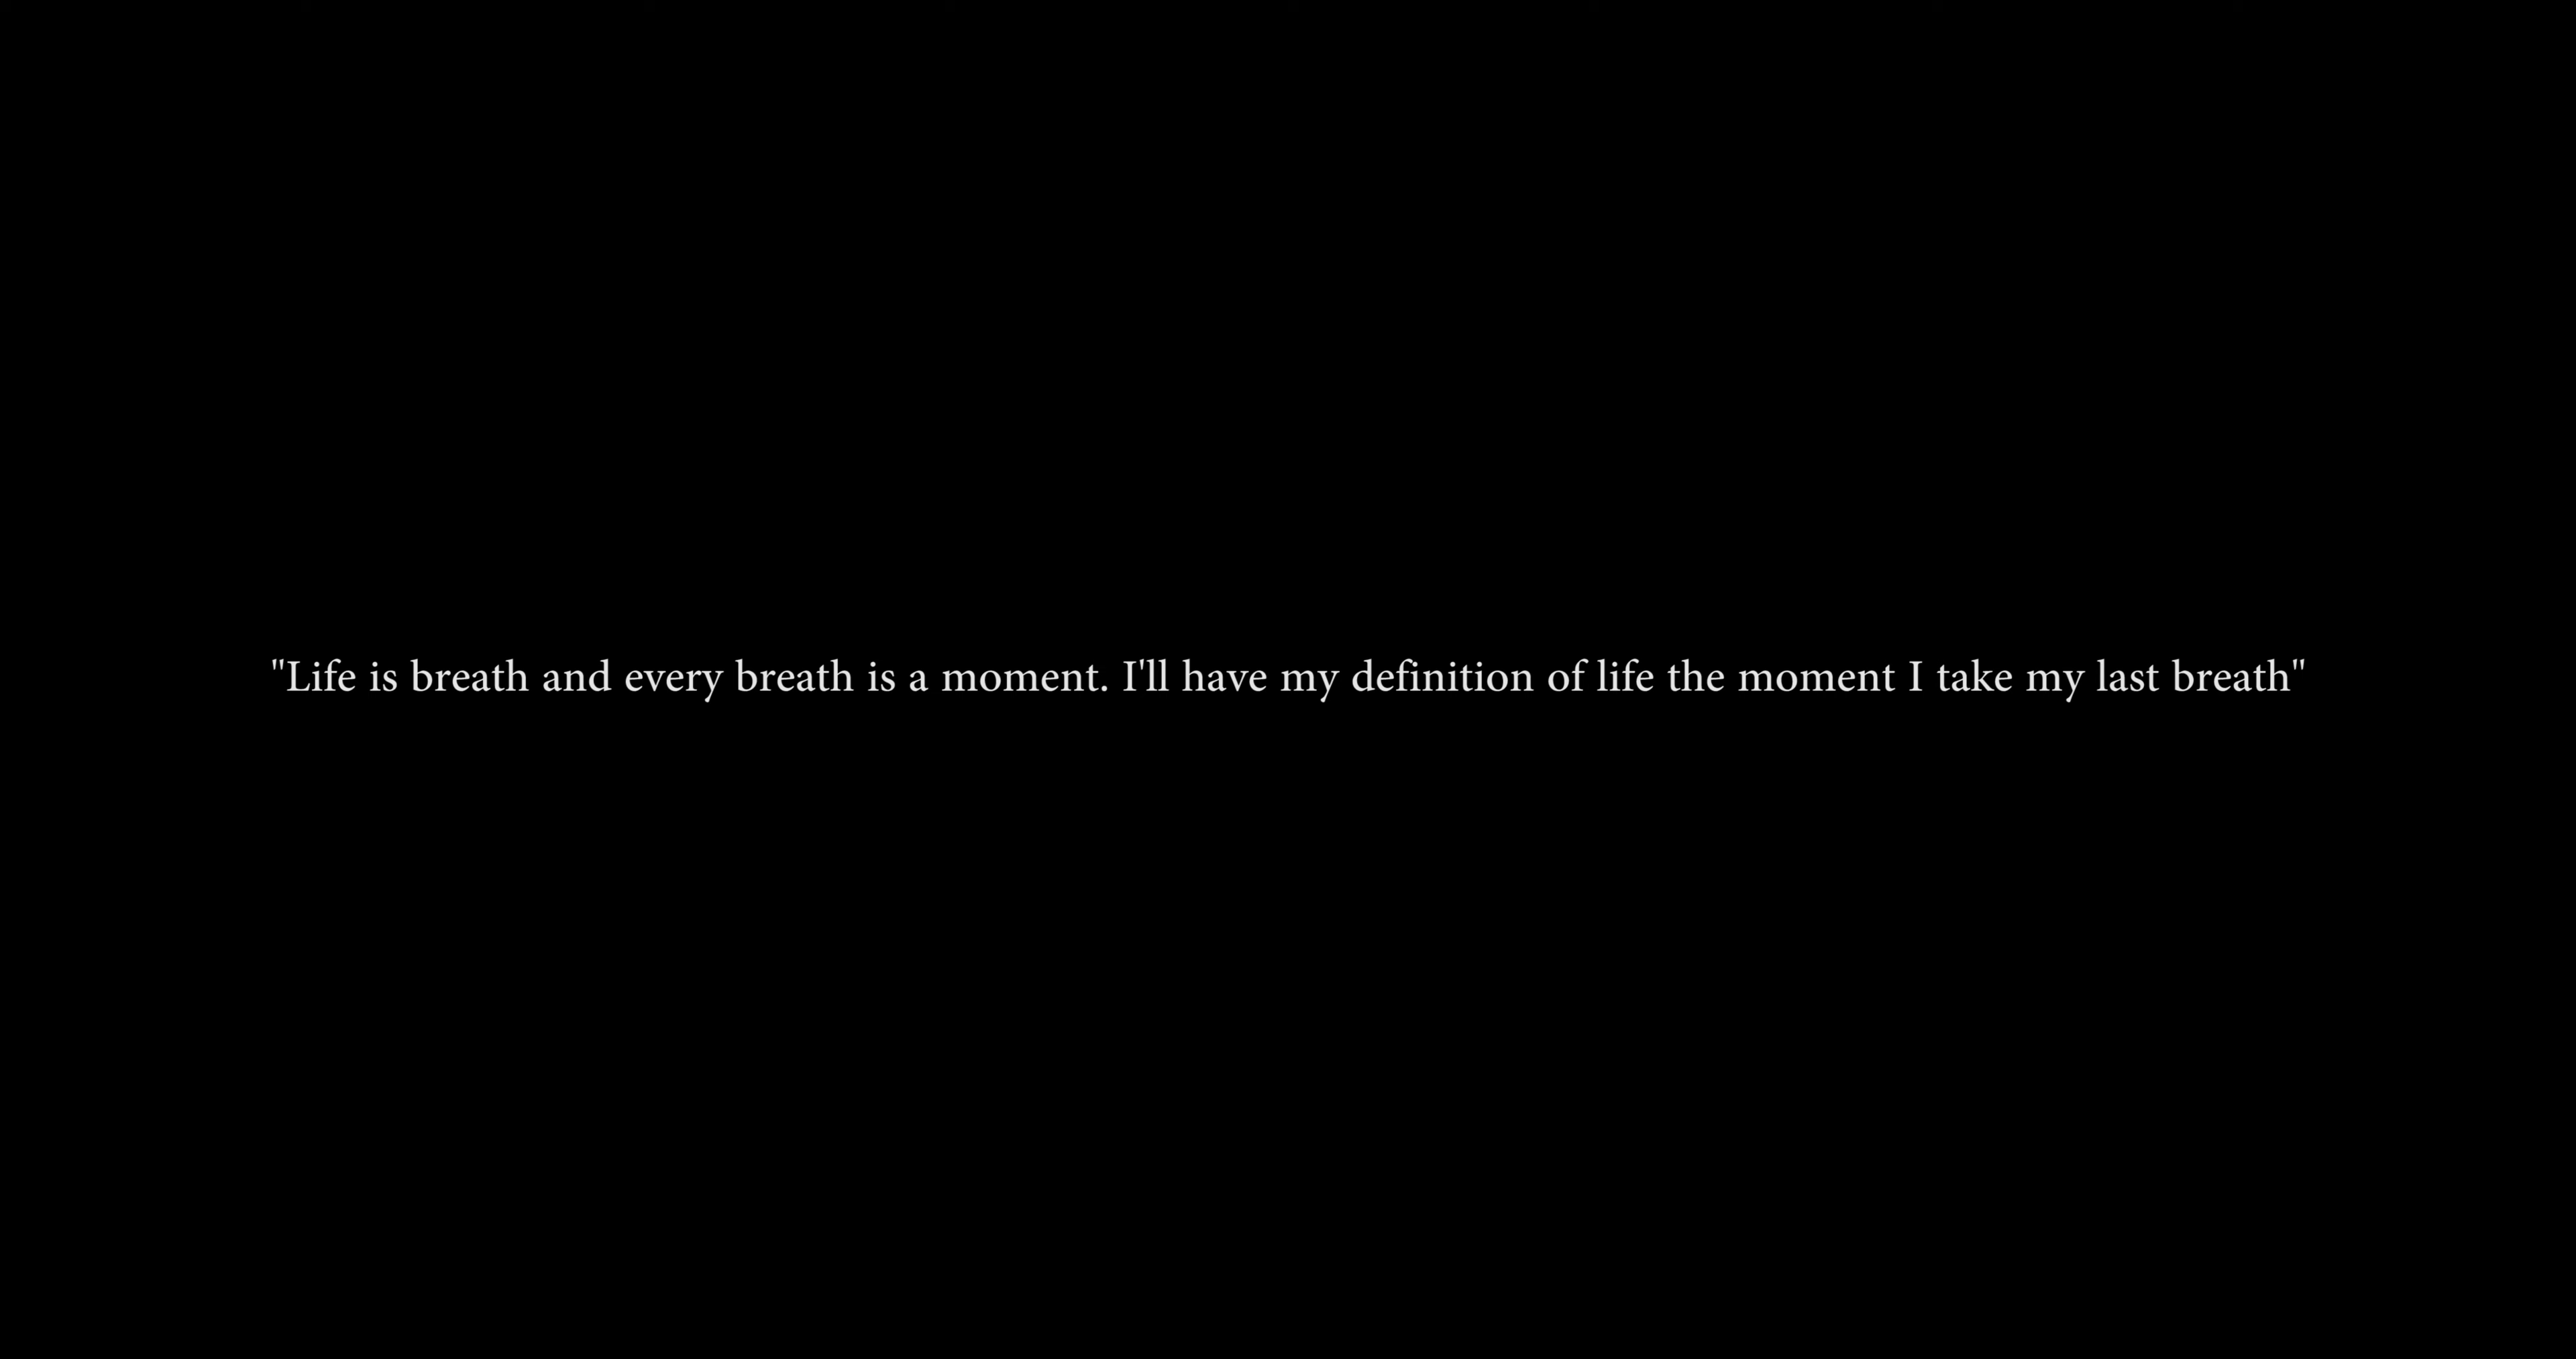 "Life is breath and every breath is a moment. I'll have my definition of life the moment I take my last breath"